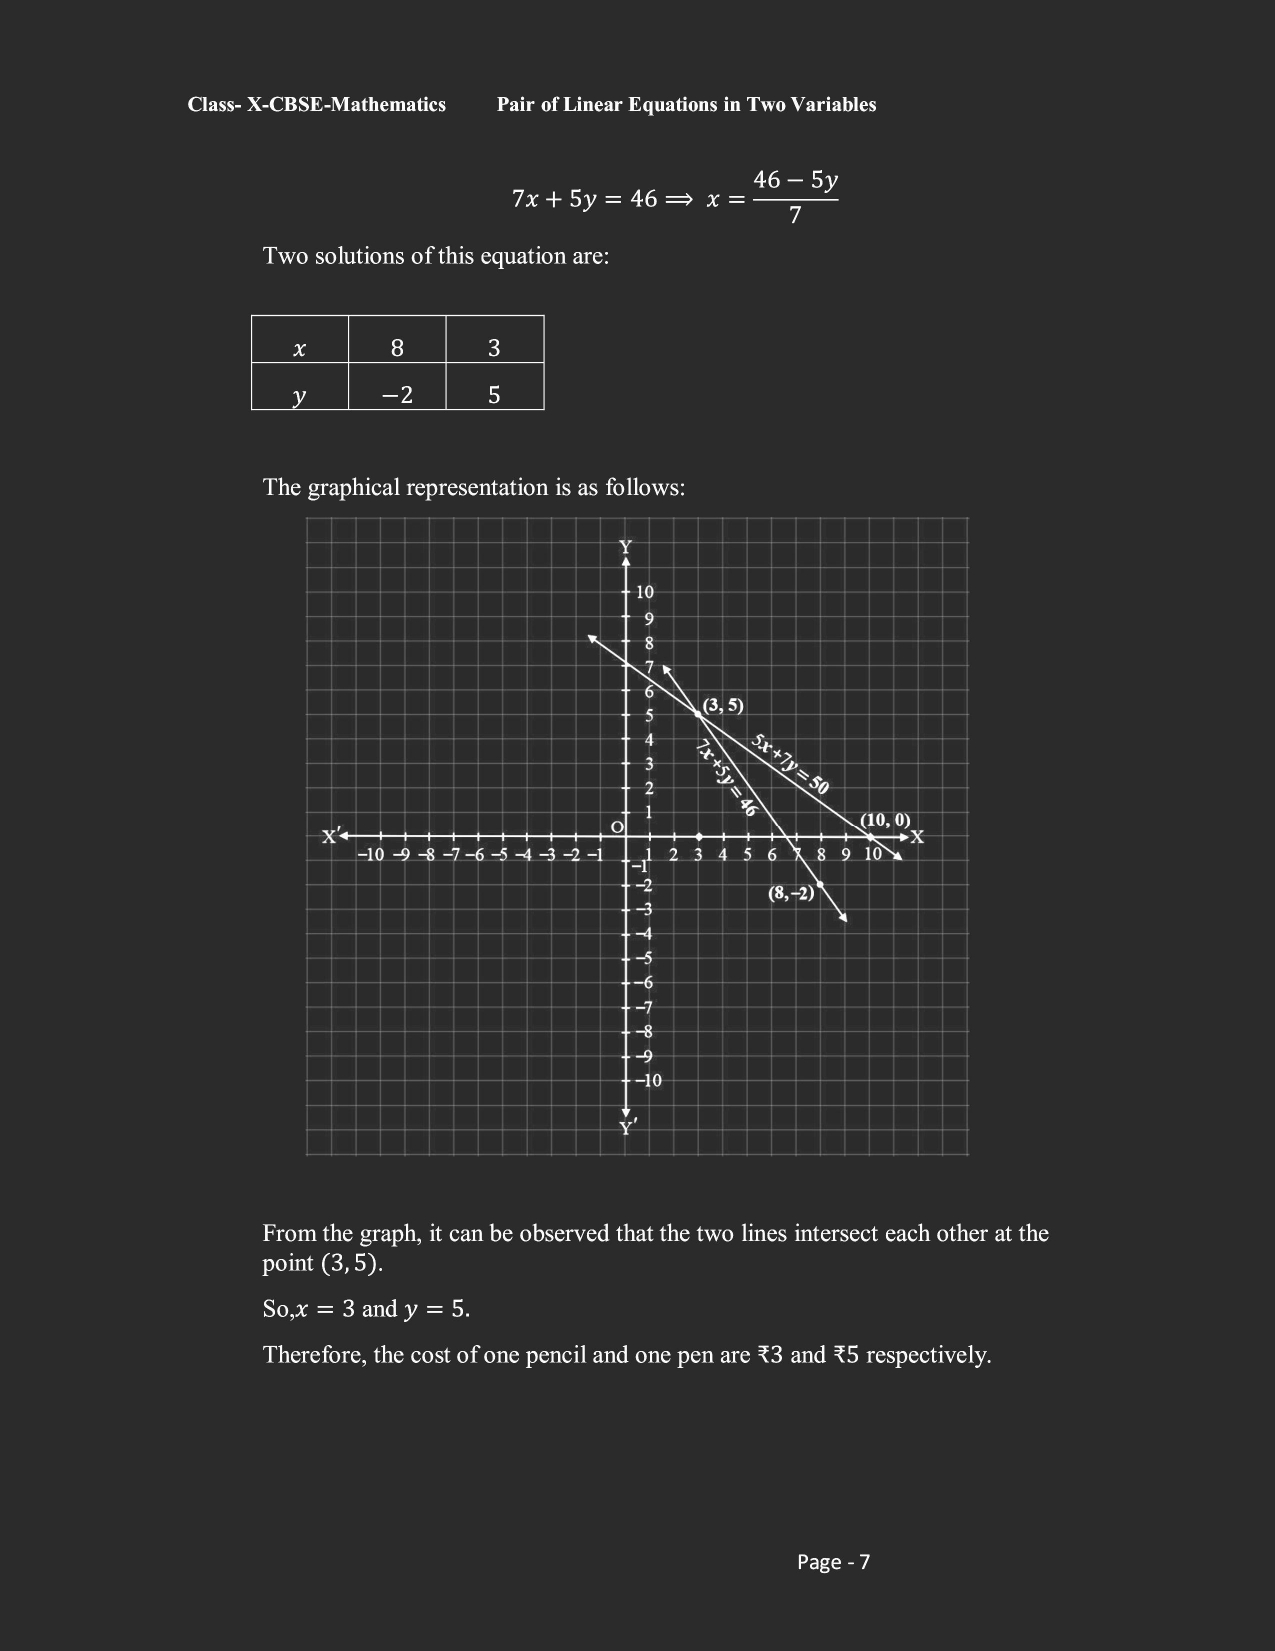 Class- X-CBSE-Mathematics Pair of Linear Equations in Two Variables
7x + 5y = 46 ⟹ x = (46 − 5y)/7
Two solutions of this equation are:
x 8 3
y −2 5
The graphical representation is as follows:
Y
10
9
8
7
6
(3, 5)
5
4
5x+7y=50
7x+5y=46
3
2
1
(10, 0)
O
X′ X
–10 –9 –8 –7 –6 –5 –4 –3 –2 –1 1 2 3 4 5 6 7 8 9 10
–1
–2
(8,–2)
–3
–4
–5
–6
–7
–8
–9
–10
Y′
From the graph, it can be observed that the two lines intersect each other at the
point (3, 5).
So,x = 3 and y = 5.
Therefore, the cost of one pencil and one pen are ₹3 and ₹5 respectively.
Page - 7